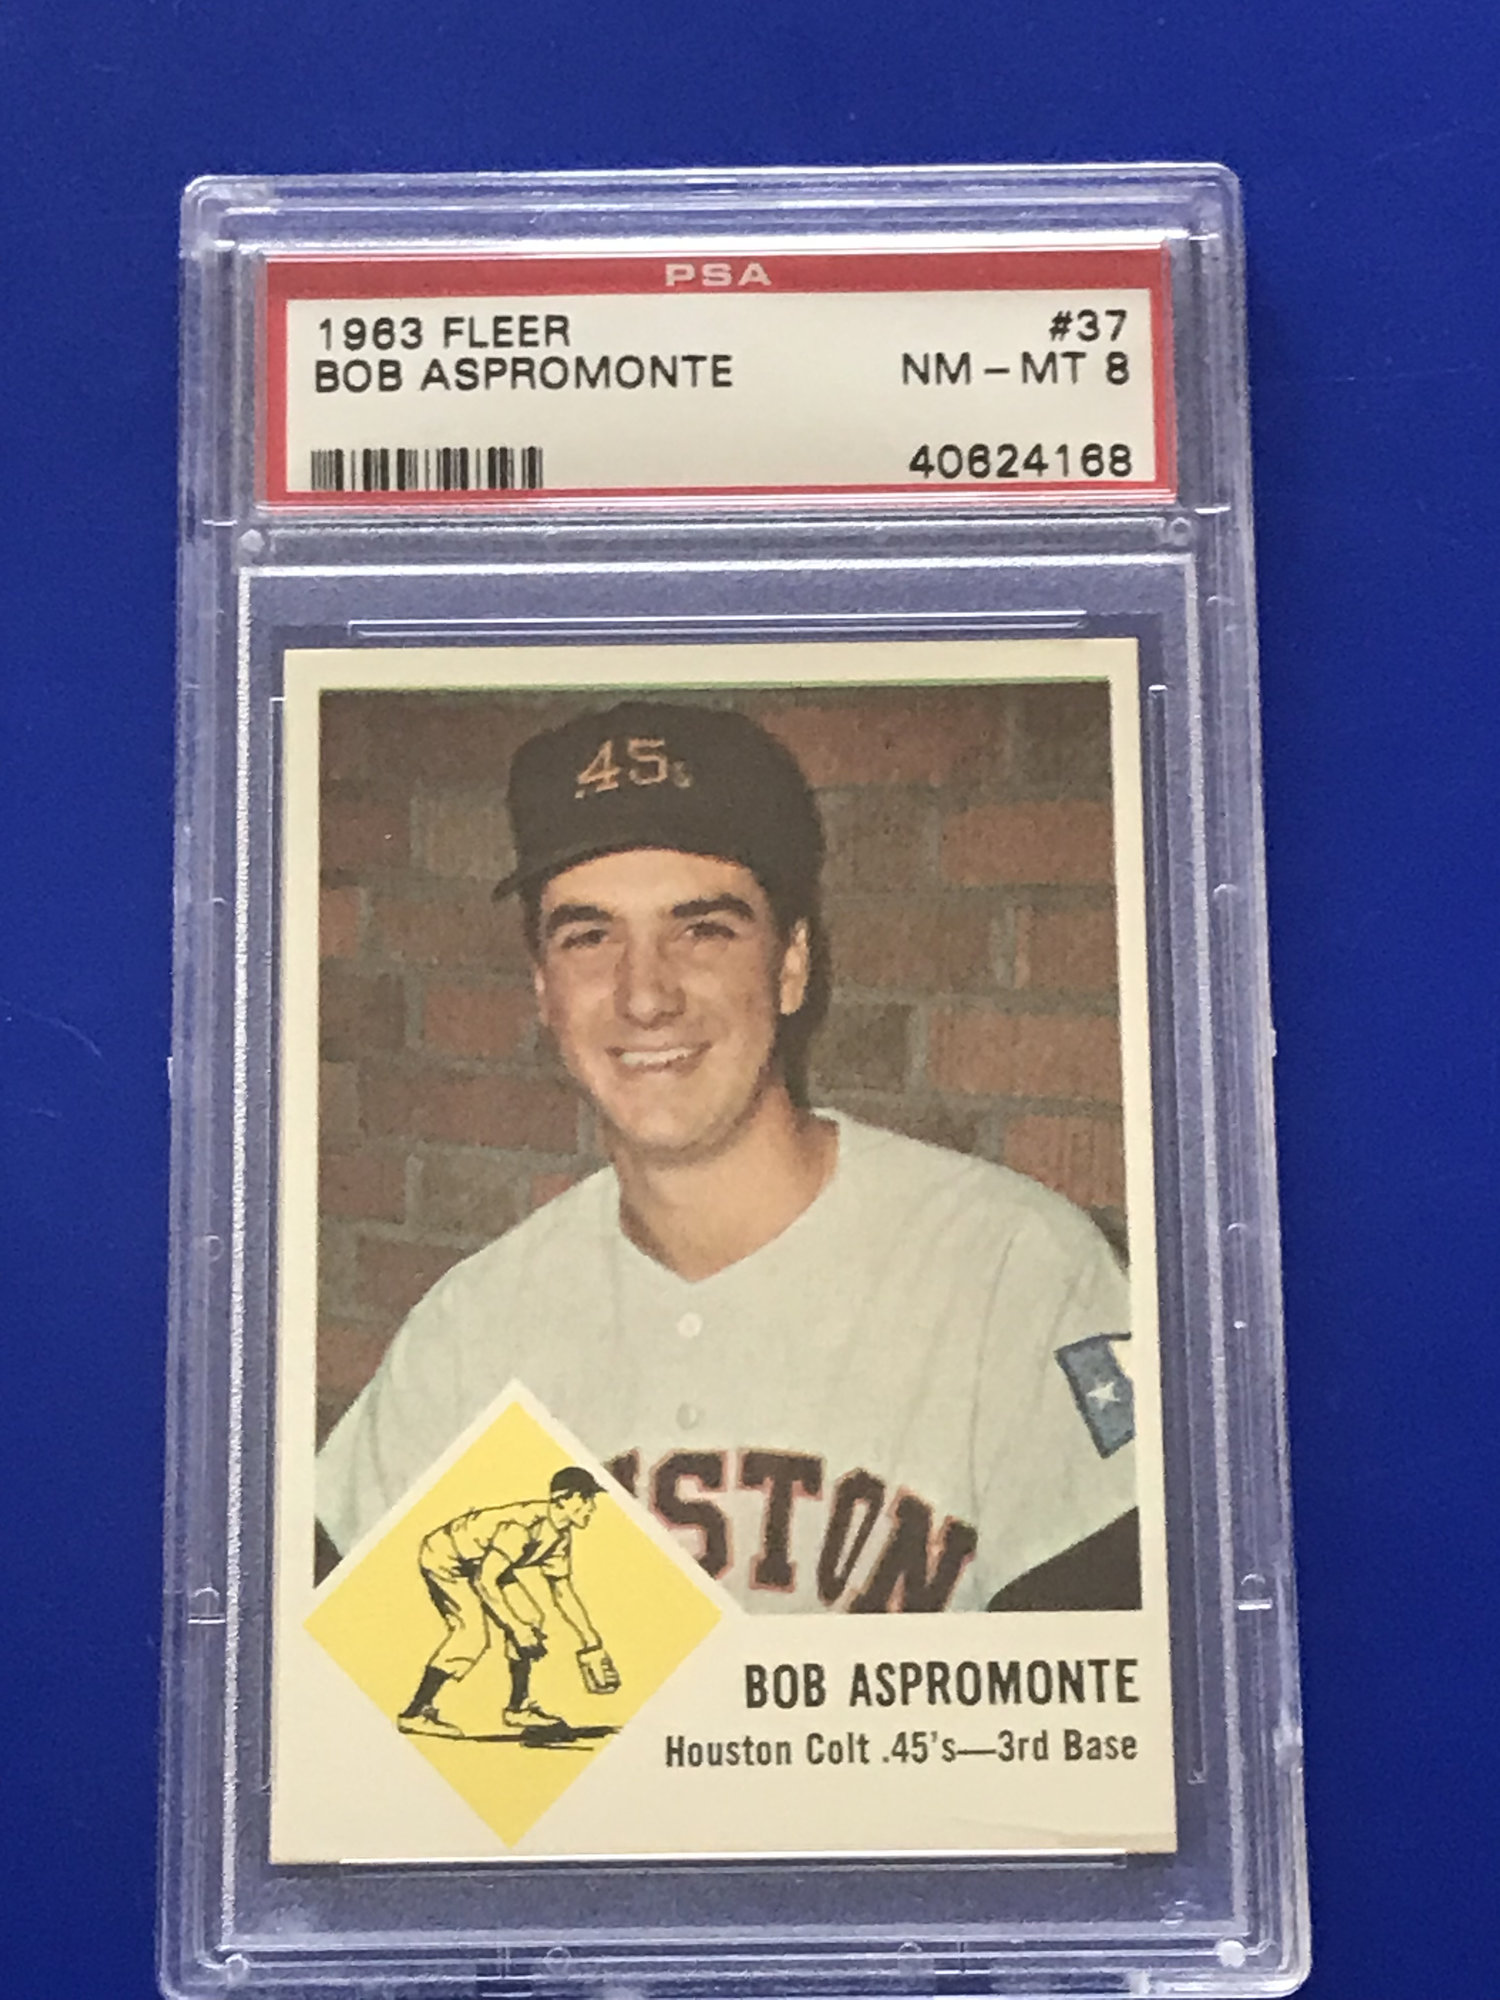 PSA
1963 FLEER #37
BOB ASPROMONTE NM - MT 8
40624168
.45s
STON
BOB ASPROMONTE
Houston Colt .45's—3rd Base